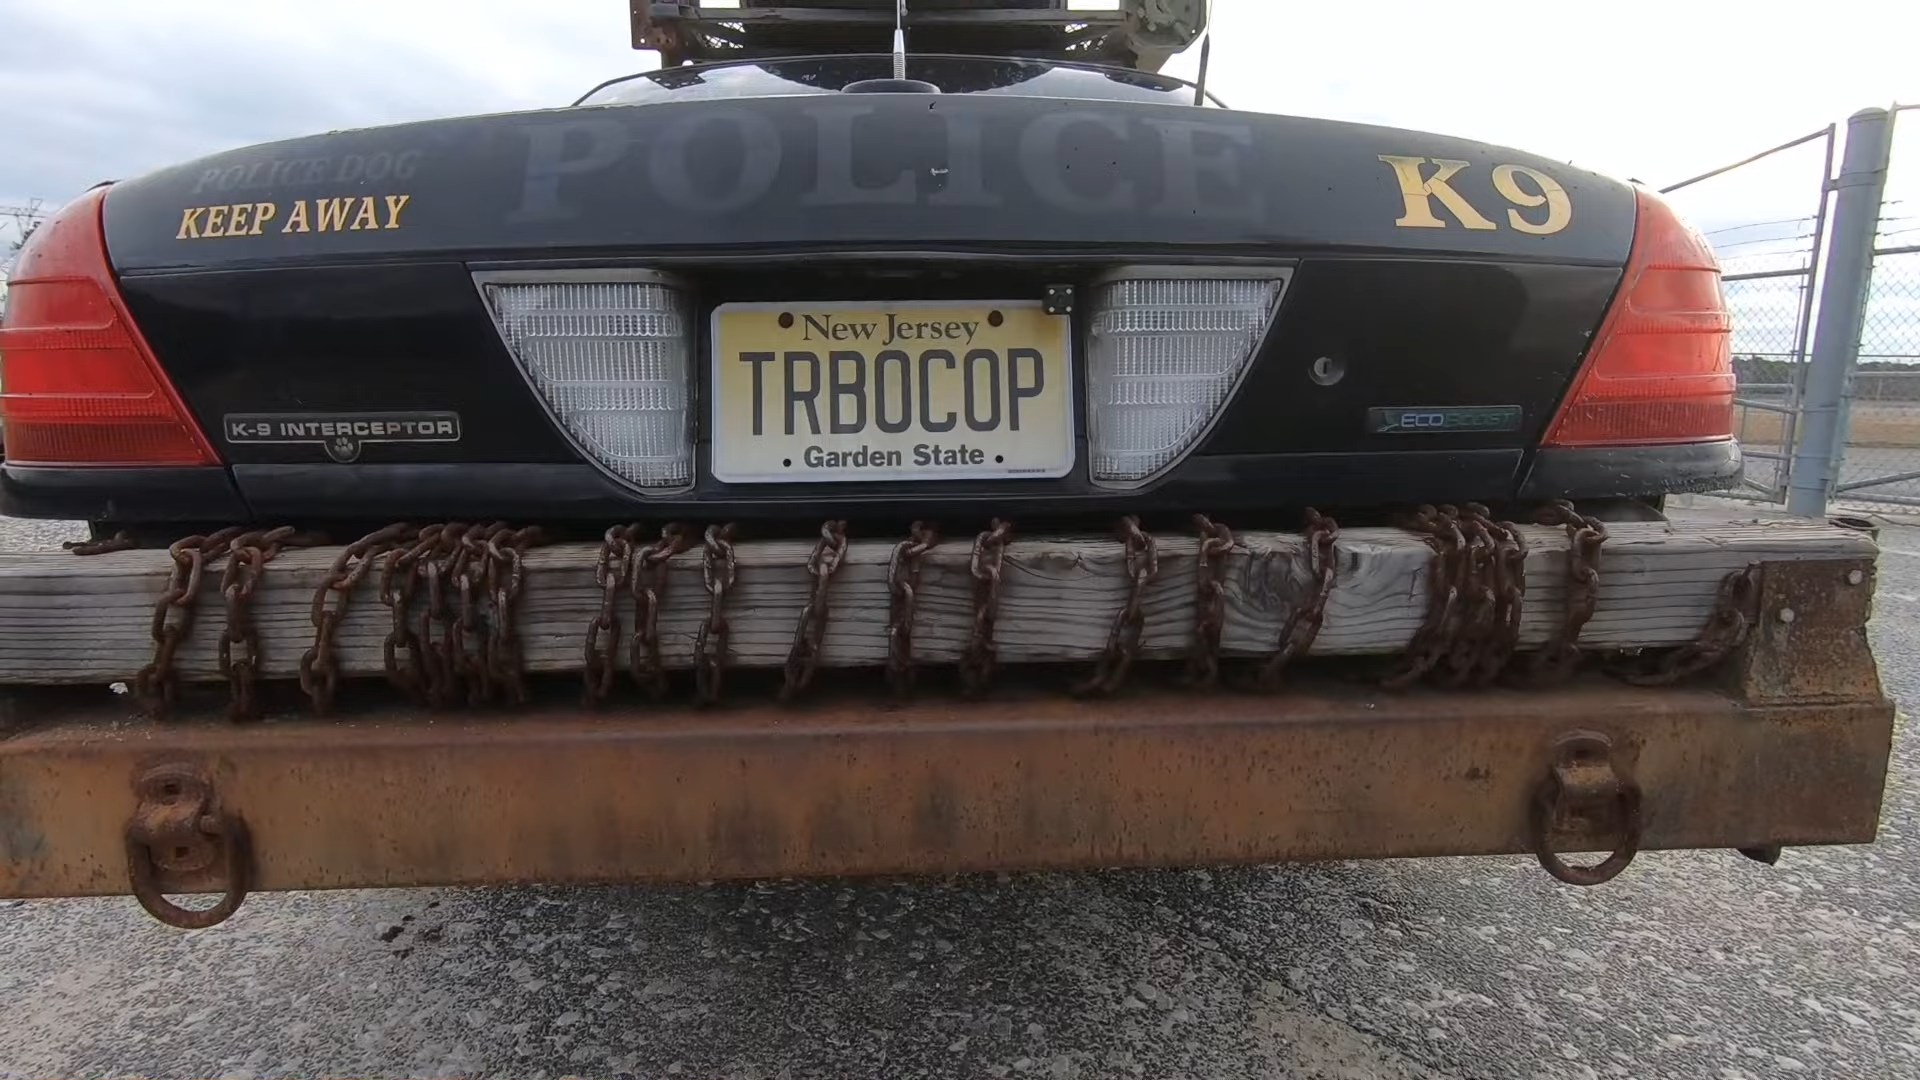 POLICE DOG
KEEP AWAY
POLICE
K9
New Jersey
TRBOCOP
Garden State
K-9 INTERCEPTOR
ECOBOOST